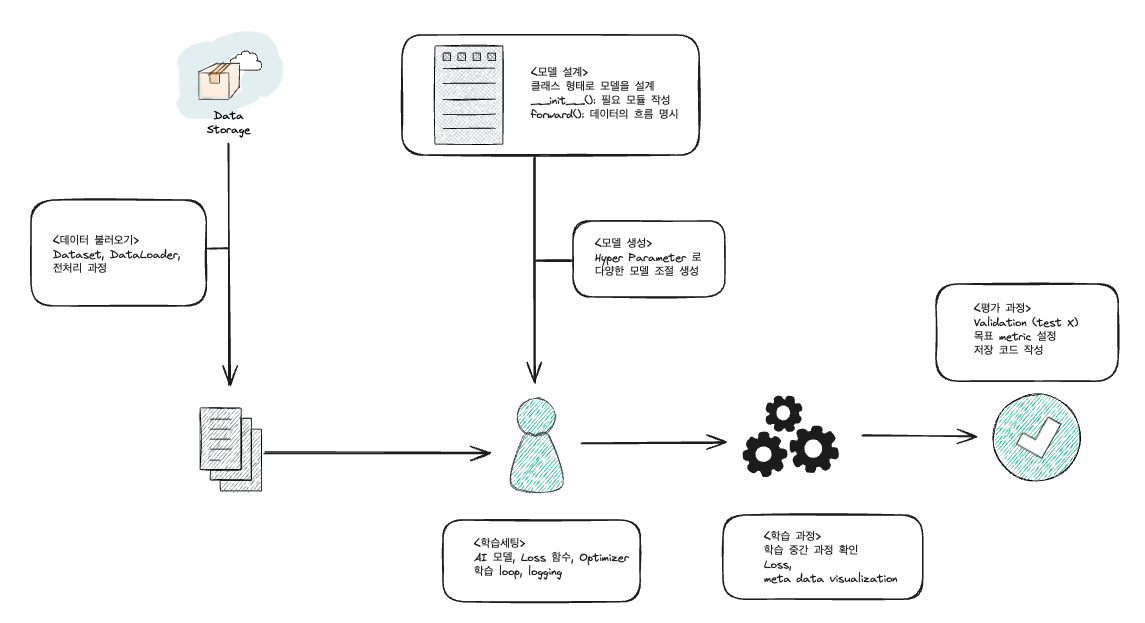 Data
Storage
<모델 설계>
클래스 형태로 모델을 설계
__init__(): 필요 모듈 작성
forward(): 데이터의 흐름 명시
<데이터 불러오기>
Dataset, DataLoader,
전처리 과정
<모델 생성>
Hyper Parameter 로
다양한 모델 조절 생성
<평가 과정>
Validation (test X)
목표 metric 설정
저장 코드 작성
<학습세팅>
AI 모델, Loss 함수, Optimizer
학습 loop, logging
<학습 과정>
학습 중간 과정 확인
Loss,
meta data visualization